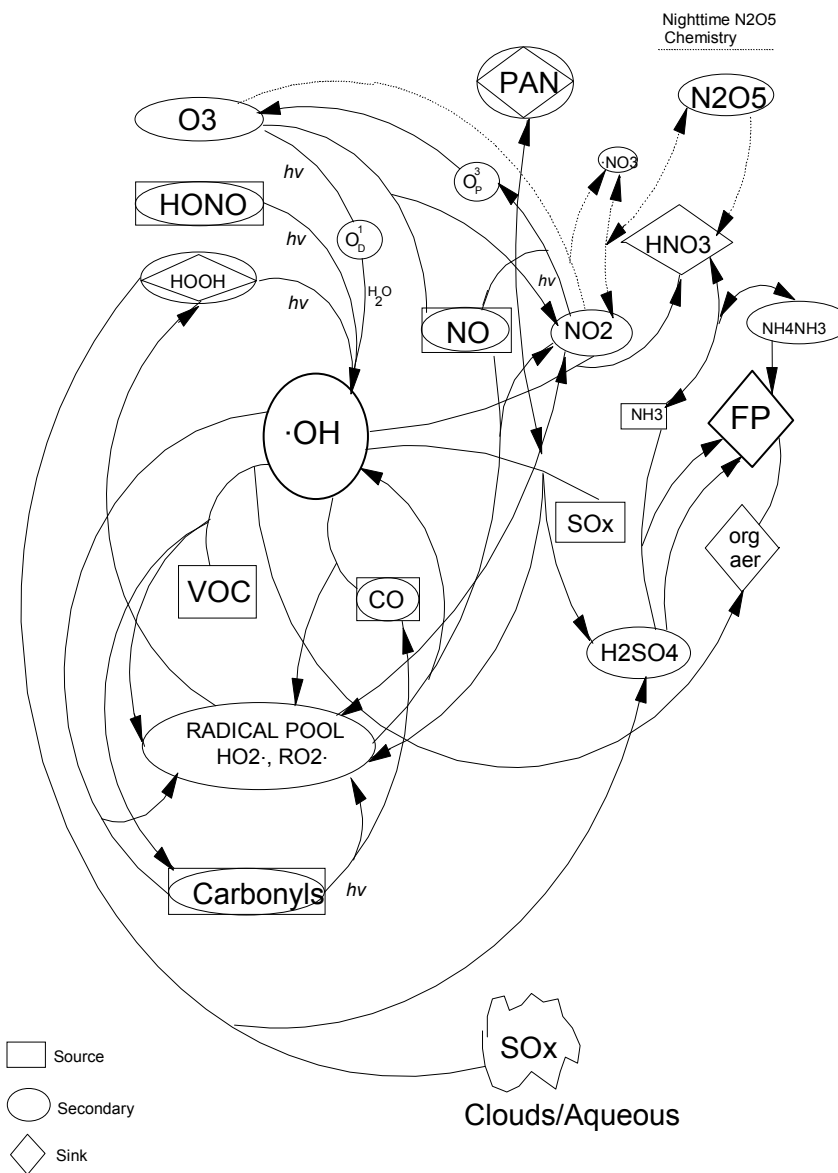 Nighttime N2O5
Chemistry
PAN
N2O5
O3
·NO3
hv
O 3 P
HONO
hv
O 1 D
HNO3
HOOH
hv
H2O
hv
NO
NO2
NH4NH3
NH3
FP
·OH
SOx
org
aer
VOC
CO
H2SO4
RADICAL POOL
HO2·, RO2·
Carbonyls
hv
SOx
Source
Secondary
Clouds/Aqueous
Sink